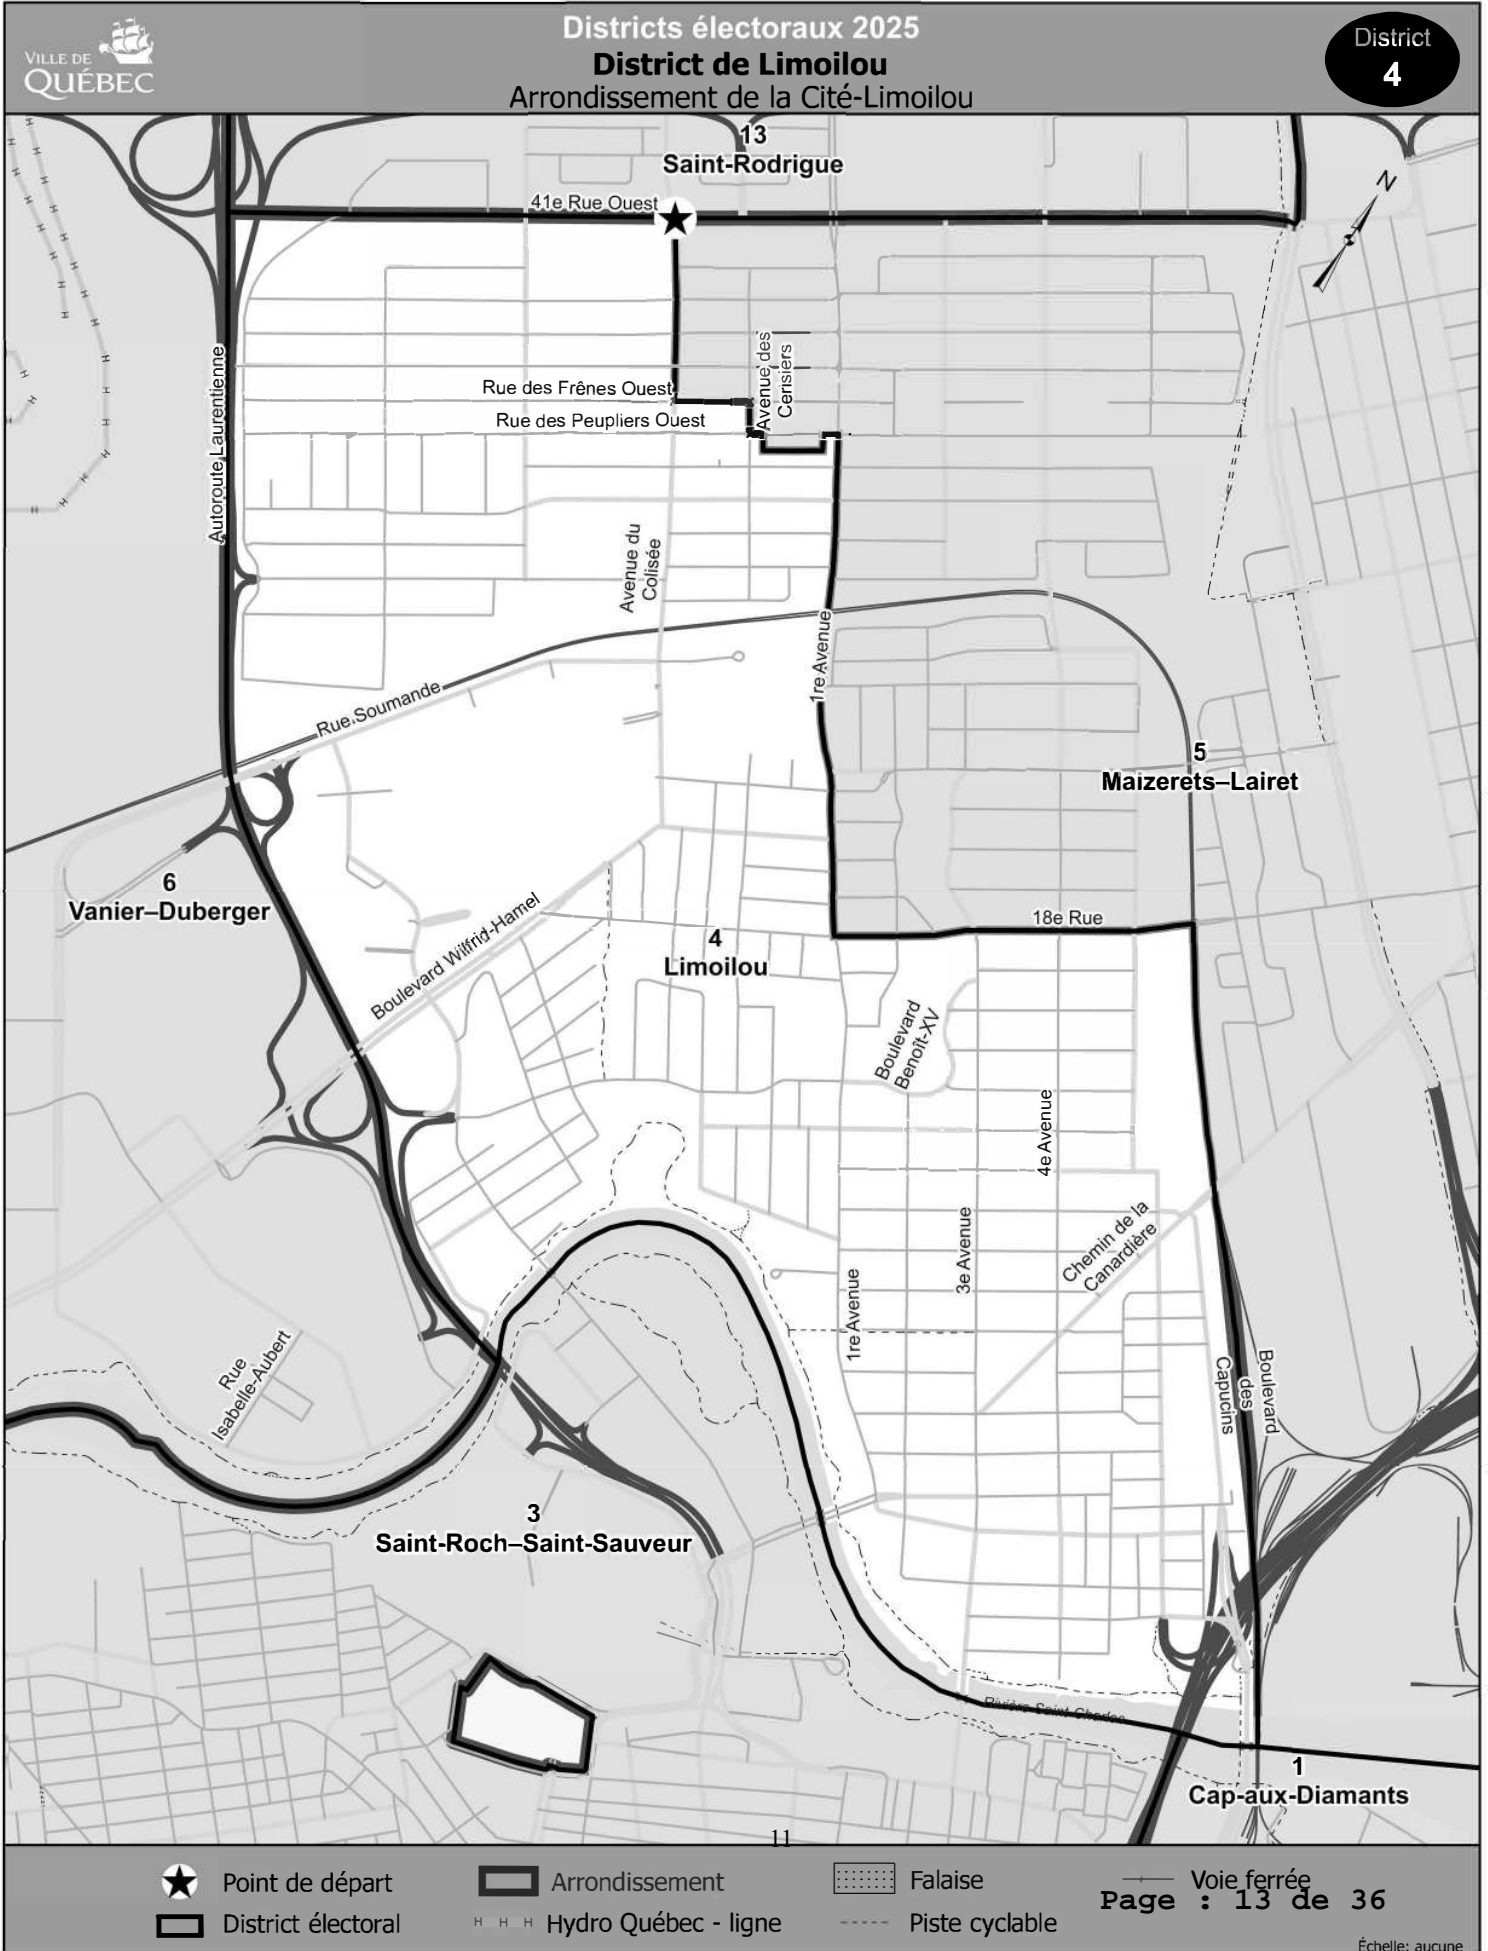 VILLE DE
QUÉBEC
Districts électoraux 2025
District de Limoilou
Arrondissement de la Cité-Limoilou
District
4
13
Saint-Rodrigue
41e Rue Ouest
N
Avenue des
Cerisiers
Rue des Frênes Ouest
Rue des Peupliers Ouest
Autoroute Laurentienne
Avenue du
Colisée
1re Avenue
Rue Soumande
5
Maizerets–Lairet
6
Vanier–Duberger
Boulevard Wilfrid-Hamel
4
Limoilou
18e Rue
Boulevard
Benoît-XV
4e Avenue
3e Avenue
Chemin de la
Canardière
1re Avenue
Rue
Isabelle-Aubert
Boulevard
des
Capucins
3
Saint-Roch–Saint-Sauveur
Rivière Saint-Charles
1
Cap-aux-Diamants
11
Point de départ
Arrondissement
Falaise
Voie ferrée
District électoral
H H H Hydro Québec - ligne
Piste cyclable
Page : 13 de 36
Échelle: aucune